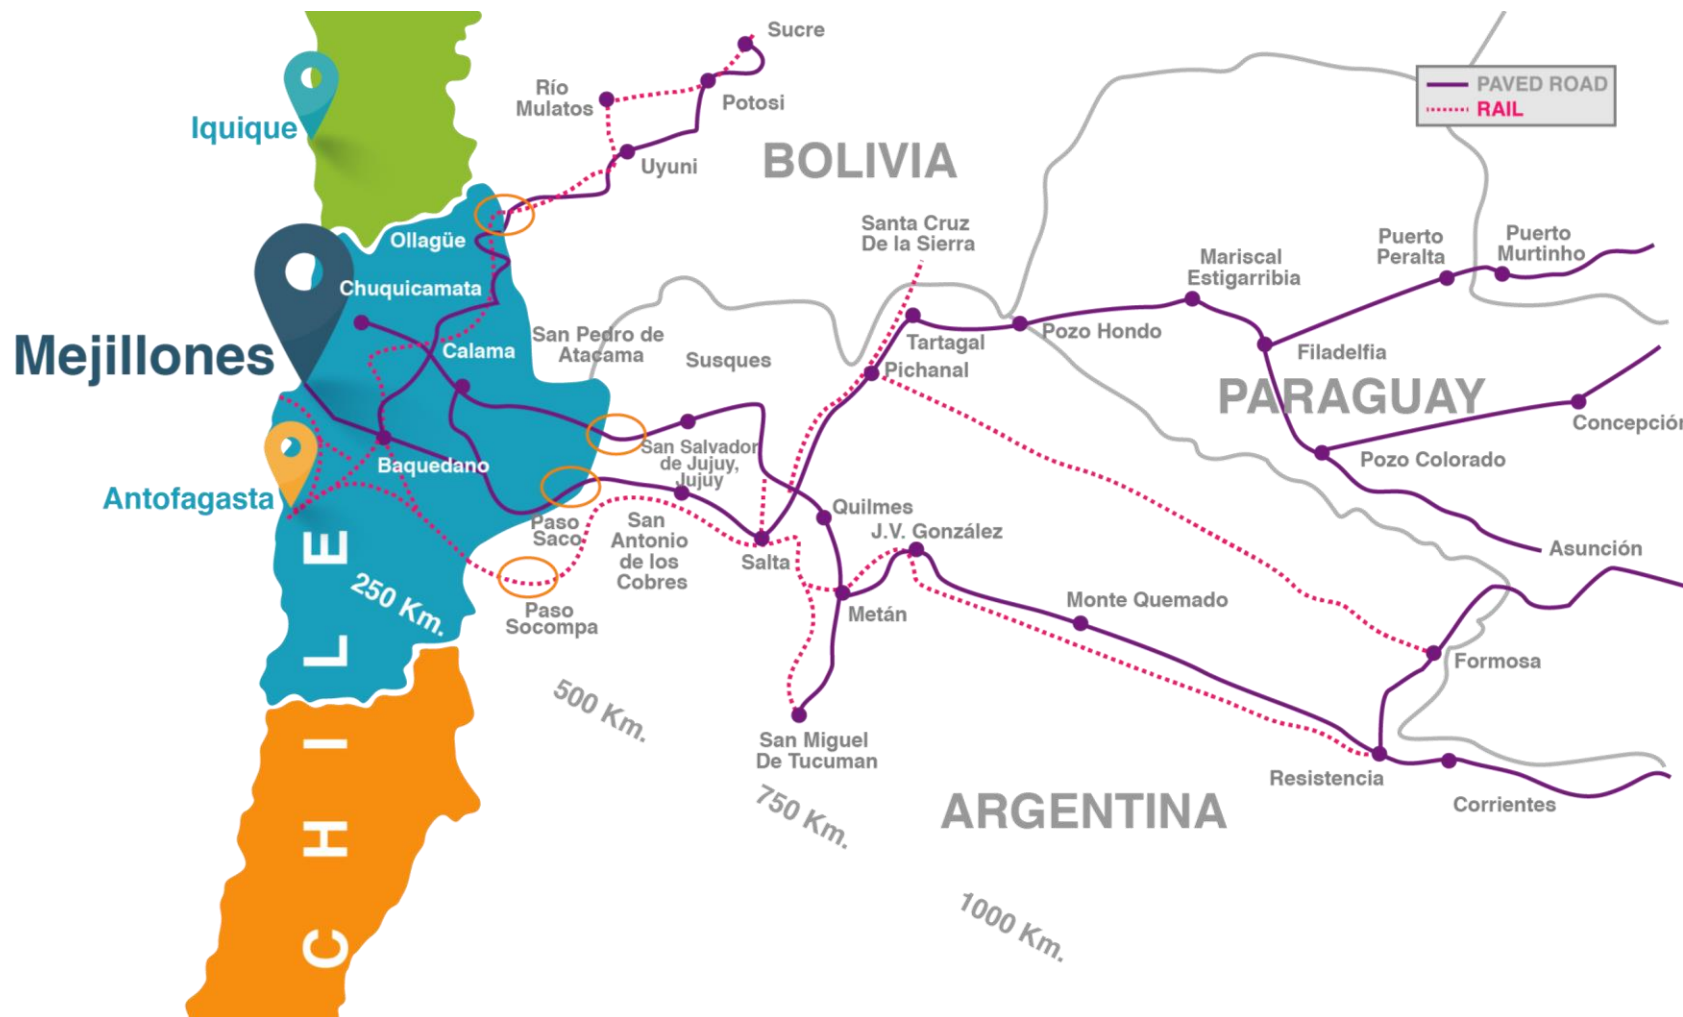 Sucre
Río
Mulatos
Potosi
PAVED ROAD
RAIL
Iquique
BOLIVIA
Uyuni
Santa Cruz
De la Sierra
Ollagüe
Puerto
Peralta
Puerto
Murtinho
Mariscal
Estigarribia
Chuquicamata
Mejillones
Calama
San Pedro de
Atacama
Susques
Tartagal
Pichanal
Pozo Hondo
Filadelfia
PARAGUAY
Concepción
San Salvador
de Jujuy,
Jujuy
Baquedano
Pozo Colorado
Antofagasta
Quilmes
J.V. González
Paso
Saco
San
Antonio
de los
Cobres
Salta
Asunción
CHILE
250 Km.
Paso
Socompa
Metán
Monte Quemado
Formosa
500 Km.
San Miguel
De Tucuman
Resistencia
Corrientes
750 Km.
ARGENTINA
1000 Km.